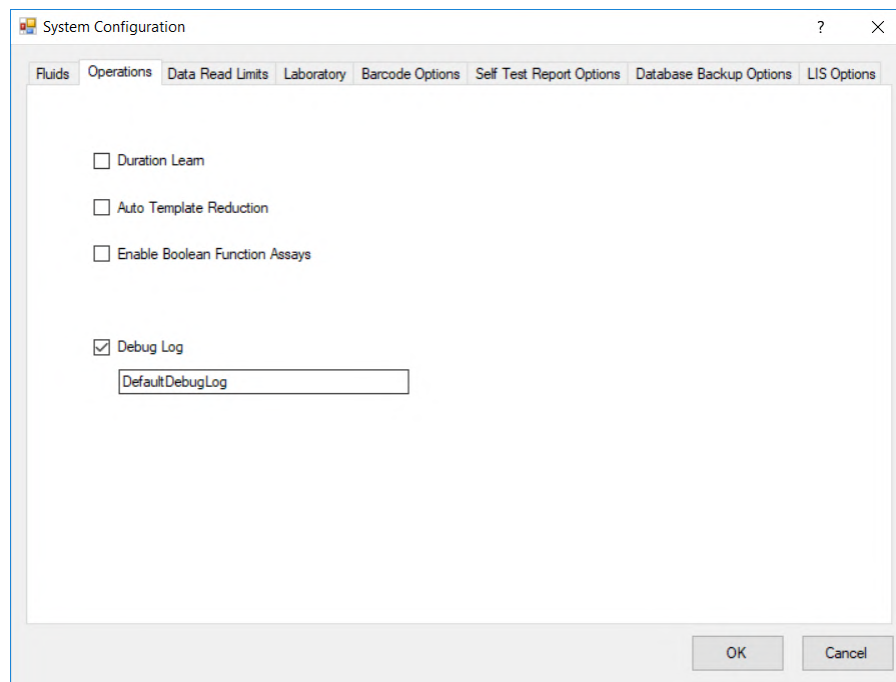 System Configuration ?
Fluids Operations Data Read Limits Laboratory Barcode Options Self Test Report Options Database Backup Options LIS Options
Duration Learn
Auto Template Reduction
Enable Boolean Function Assays
Debug Log
DefaultDebugLog
OK Cancel